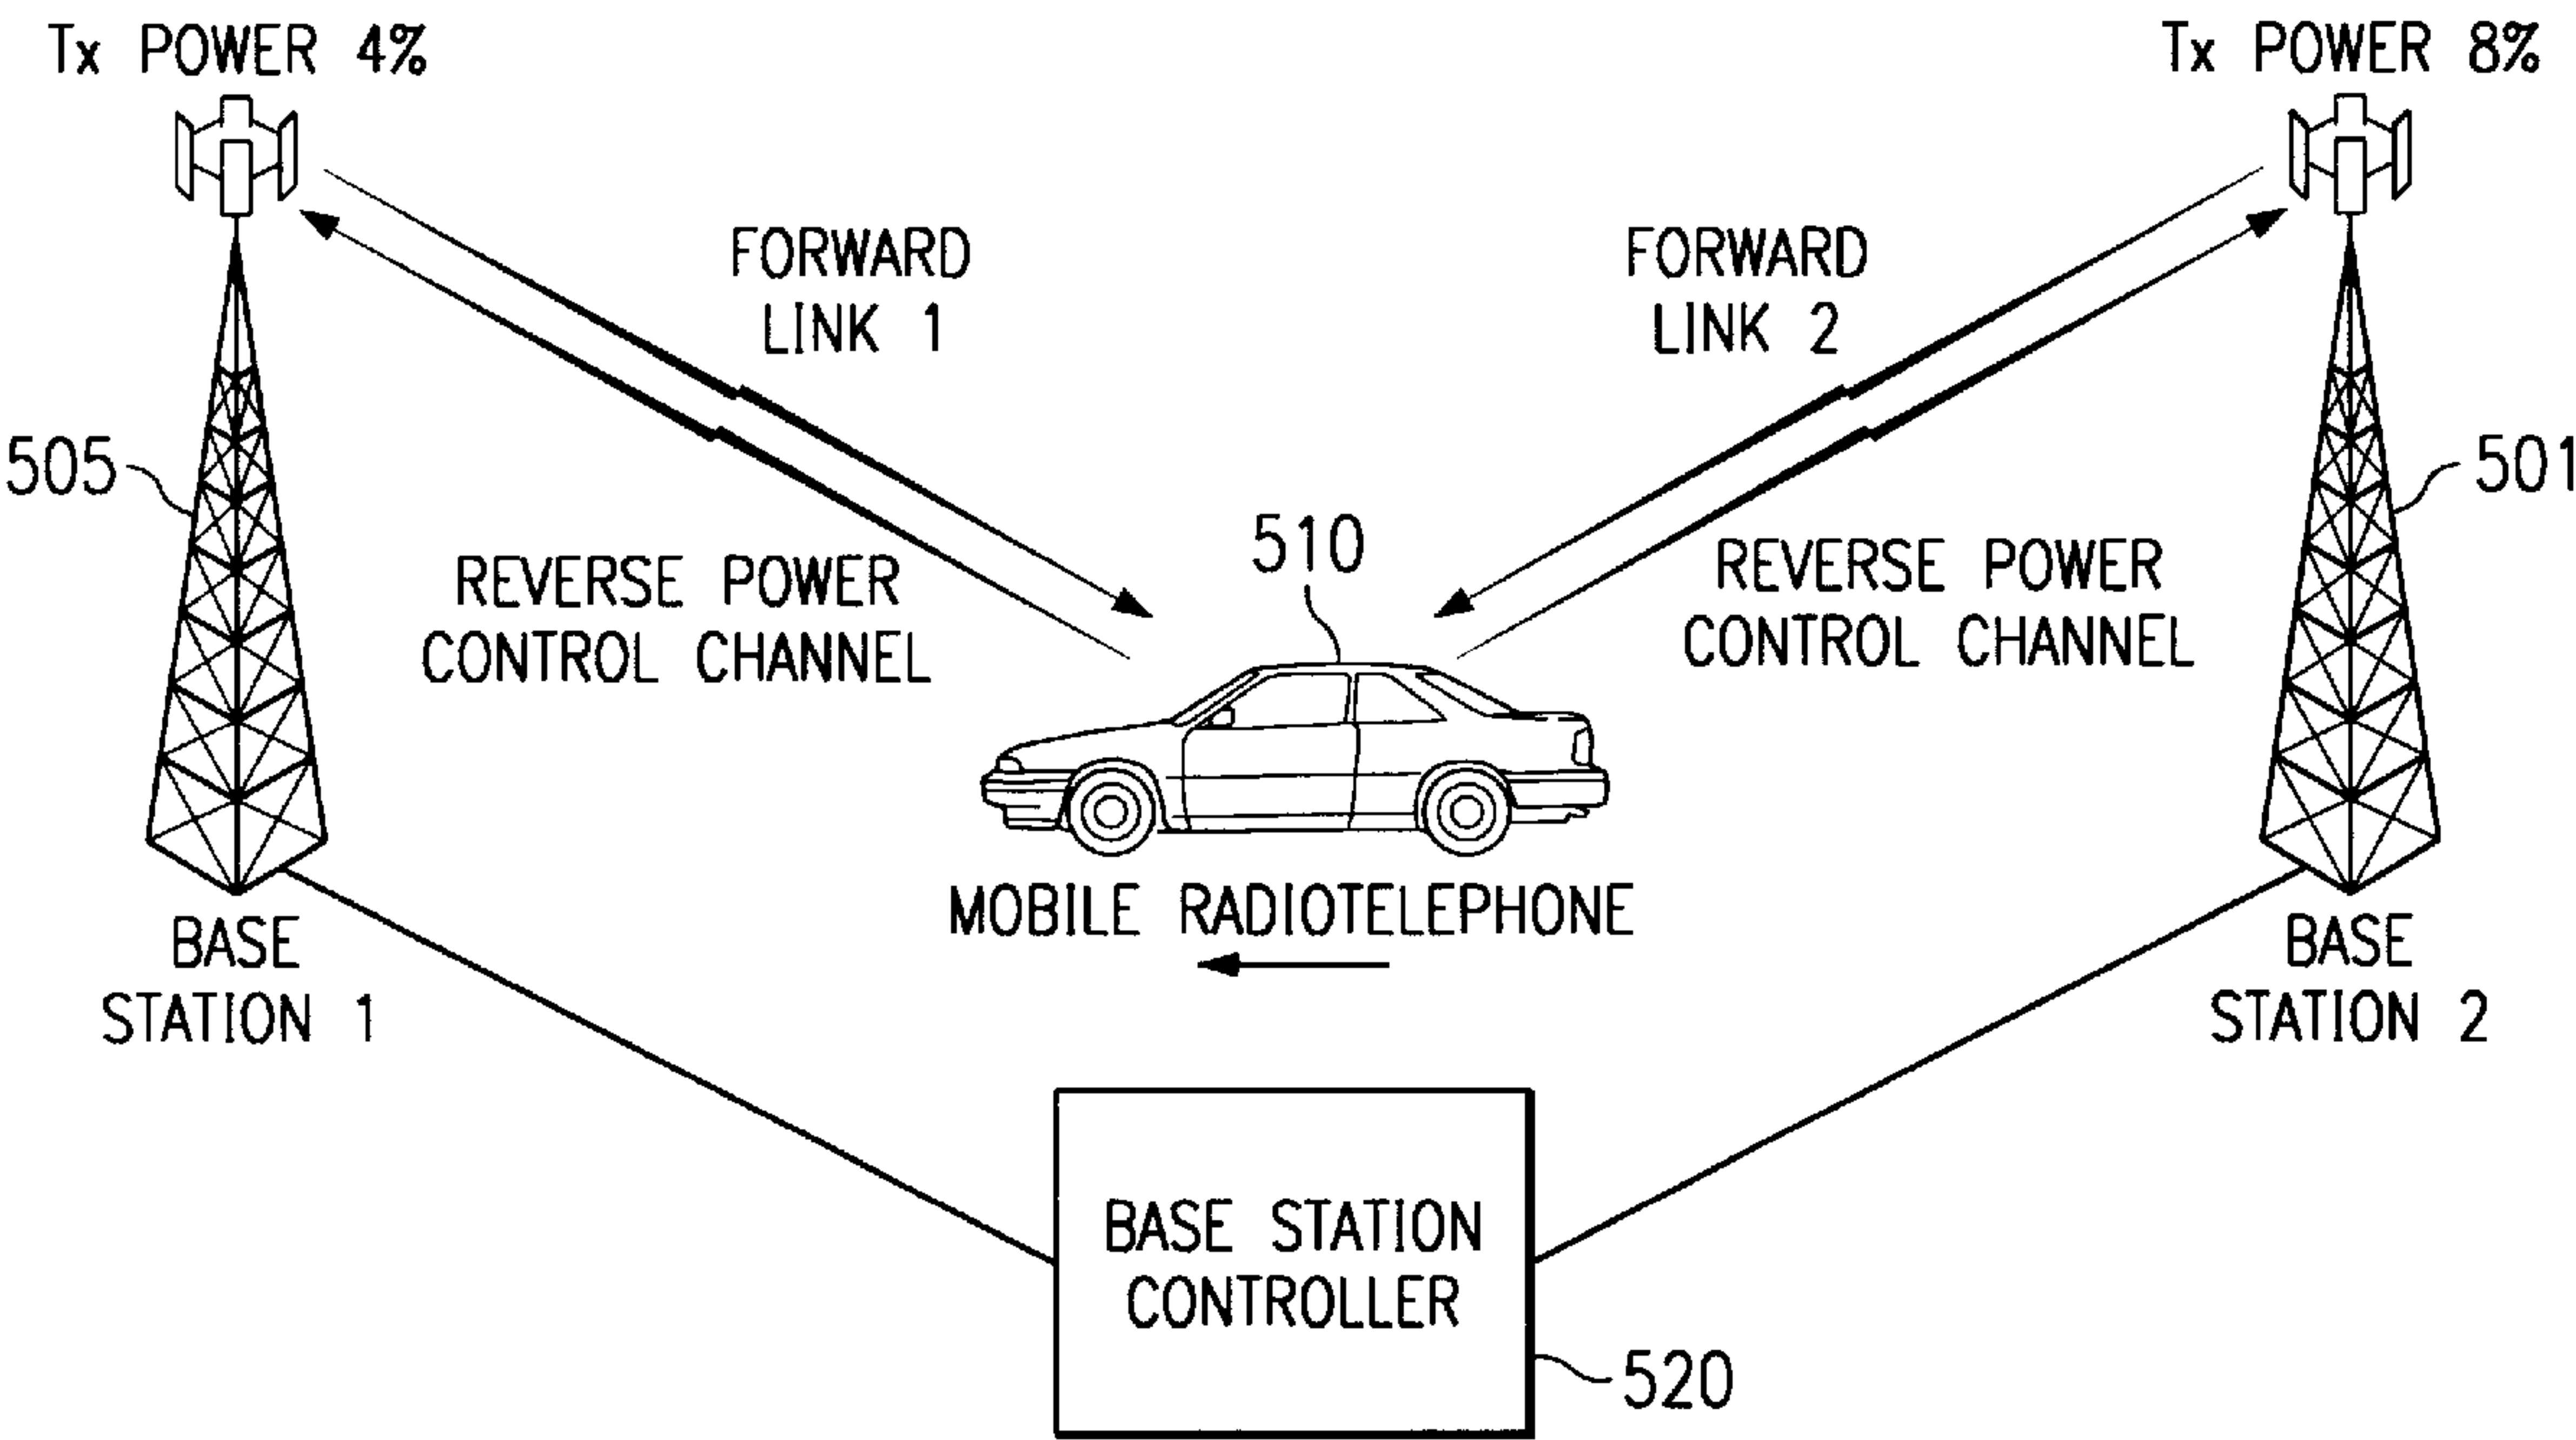 Tx POWER 4%
Tx POWER 8%
FORWARD
LINK 1
FORWARD
LINK 2
505
501
510
REVERSE POWER
CONTROL CHANNEL
REVERSE POWER
CONTROL CHANNEL
MOBILE RADIOTELEPHONE
BASE
STATION 1
BASE
STATION 2
BASE STATION
CONTROLLER
520